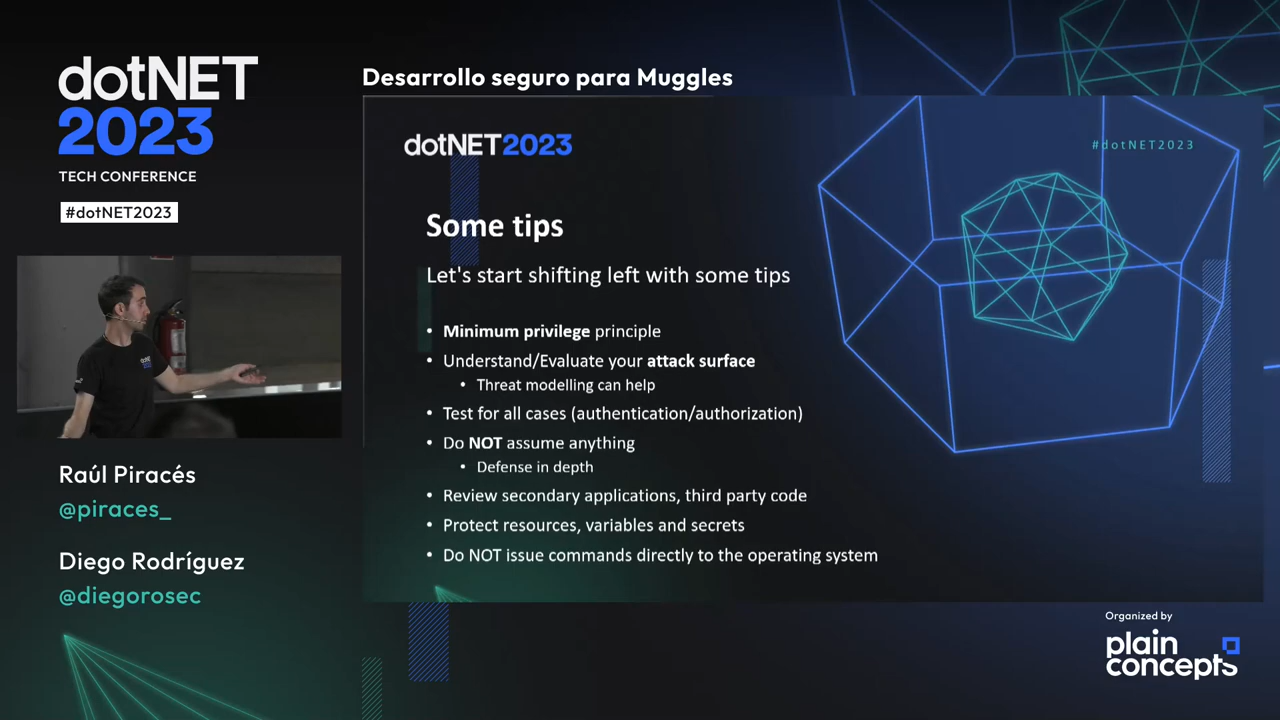 dotNET
2023
TECH CONFERENCE
#dotNET2023
Raúl Piracés
@piraces_
Diego Rodríguez
@diegorosec
Desarrollo seguro para Muggles
dotNET2023
#dotNET2023
Some tips
Let's start shifting left with some tips
• Minimum privilege principle
• Understand/Evaluate your attack surface
• Threat modelling can help
• Test for all cases (authentication/authorization)
• Do NOT assume anything
• Defense in depth
• Review secondary applications, third party code
• Protect resources, variables and secrets
• Do NOT issue commands directly to the operating system
Organized by
plain
concepts